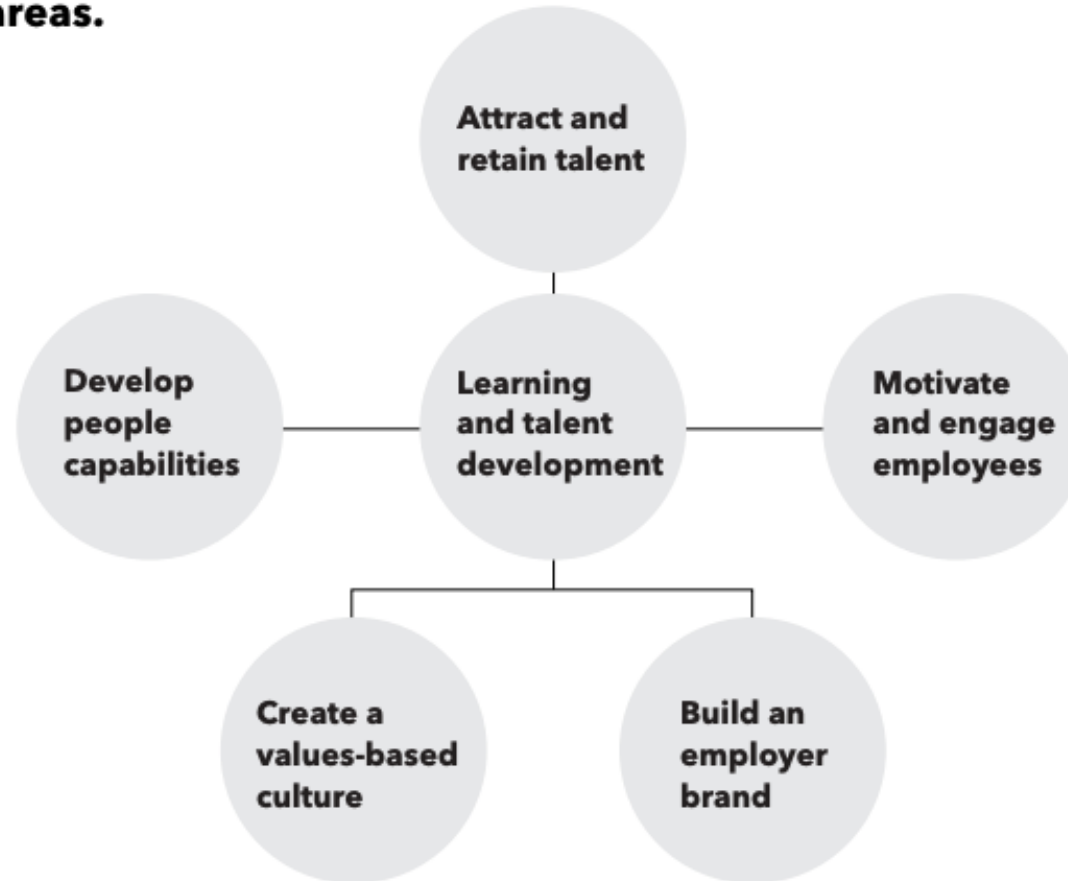 areas.
Attract and
retain talent
Develop
people
capabilities
Learning
and talent
development
Motivate
and engage
employees
Create a
values-based
culture
Build an
employer
brand